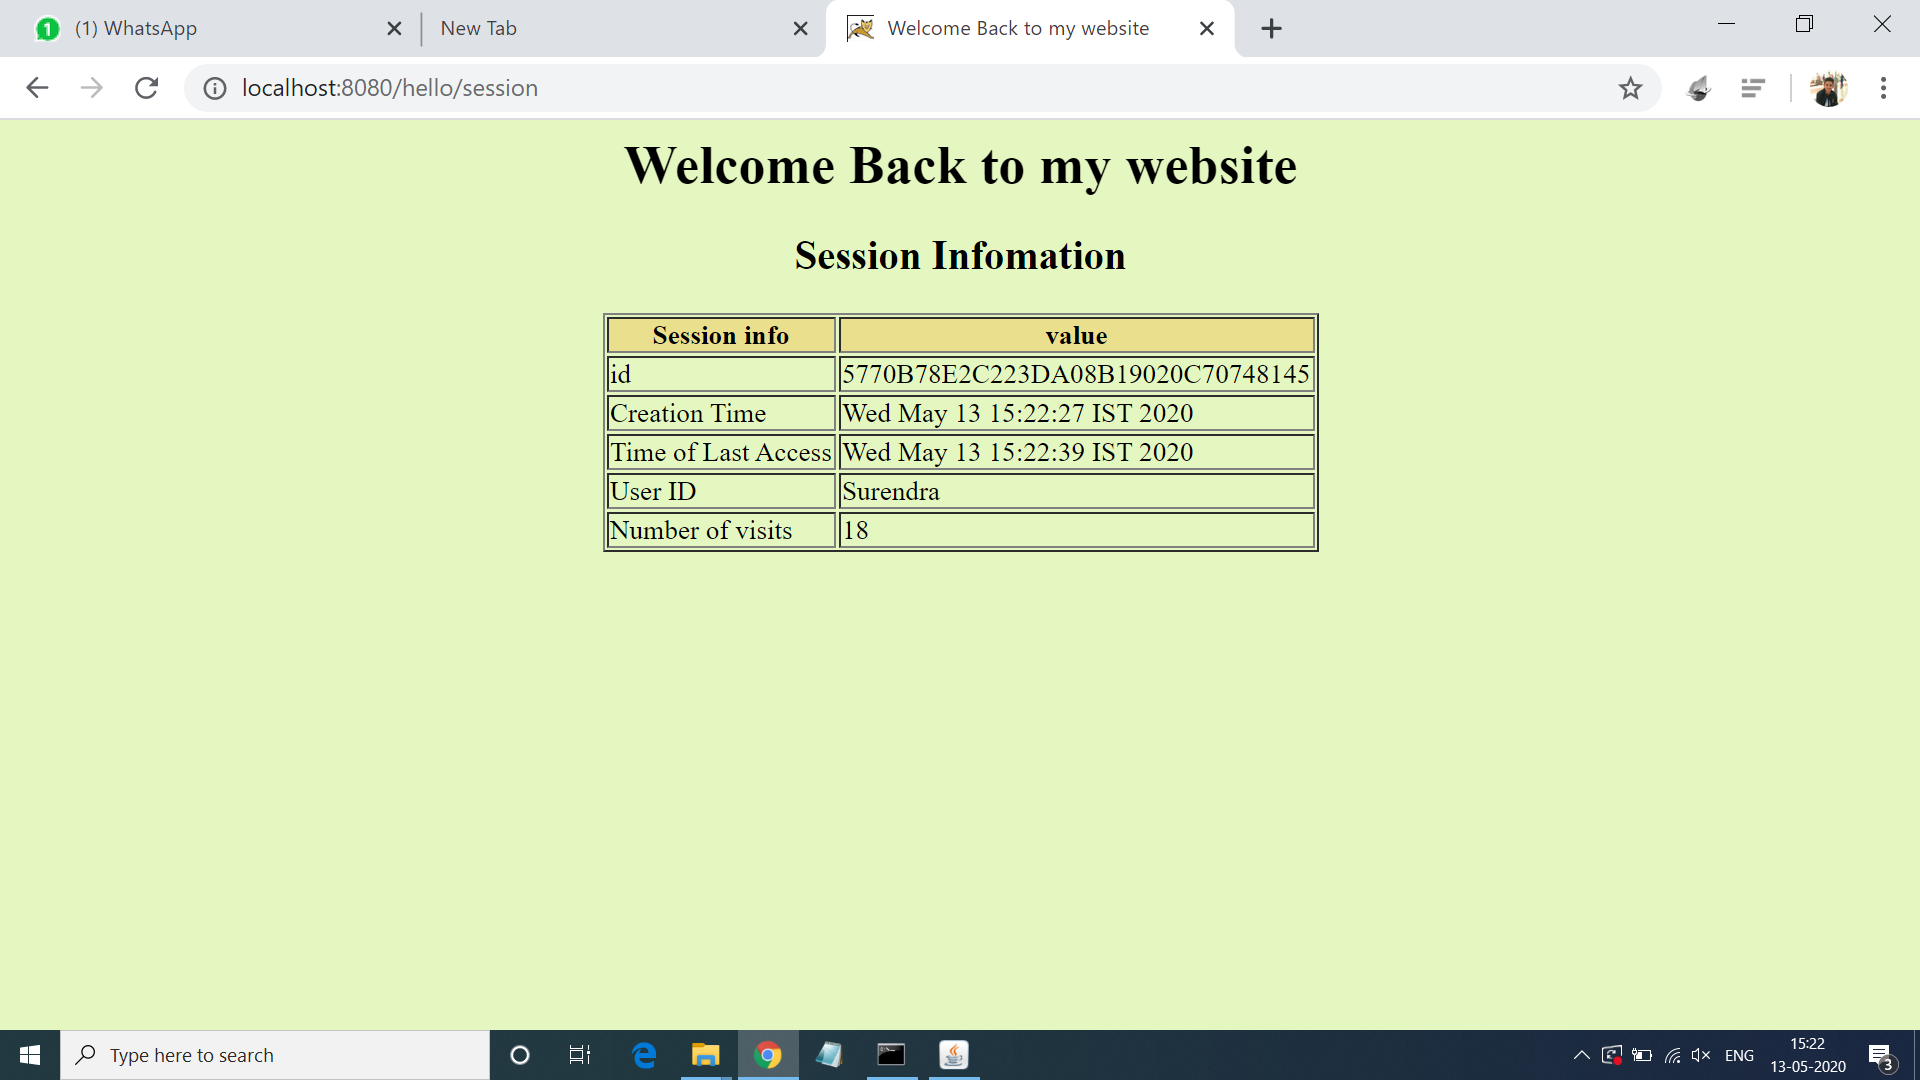 1 (1) WhatsApp New Tab Welcome Back to my website
localhost:8080/hello/session
Welcome Back to my website
Session Infomation
Session info value
id 5770B78E2C223DA08B19020C70748145
Creation Time Wed May 13 15:22:27 IST 2020
Time of Last Access Wed May 13 15:22:39 IST 2020
User ID Surendra
Number of visits 18
Type here to search ENG 15:22
13-05-2020 3